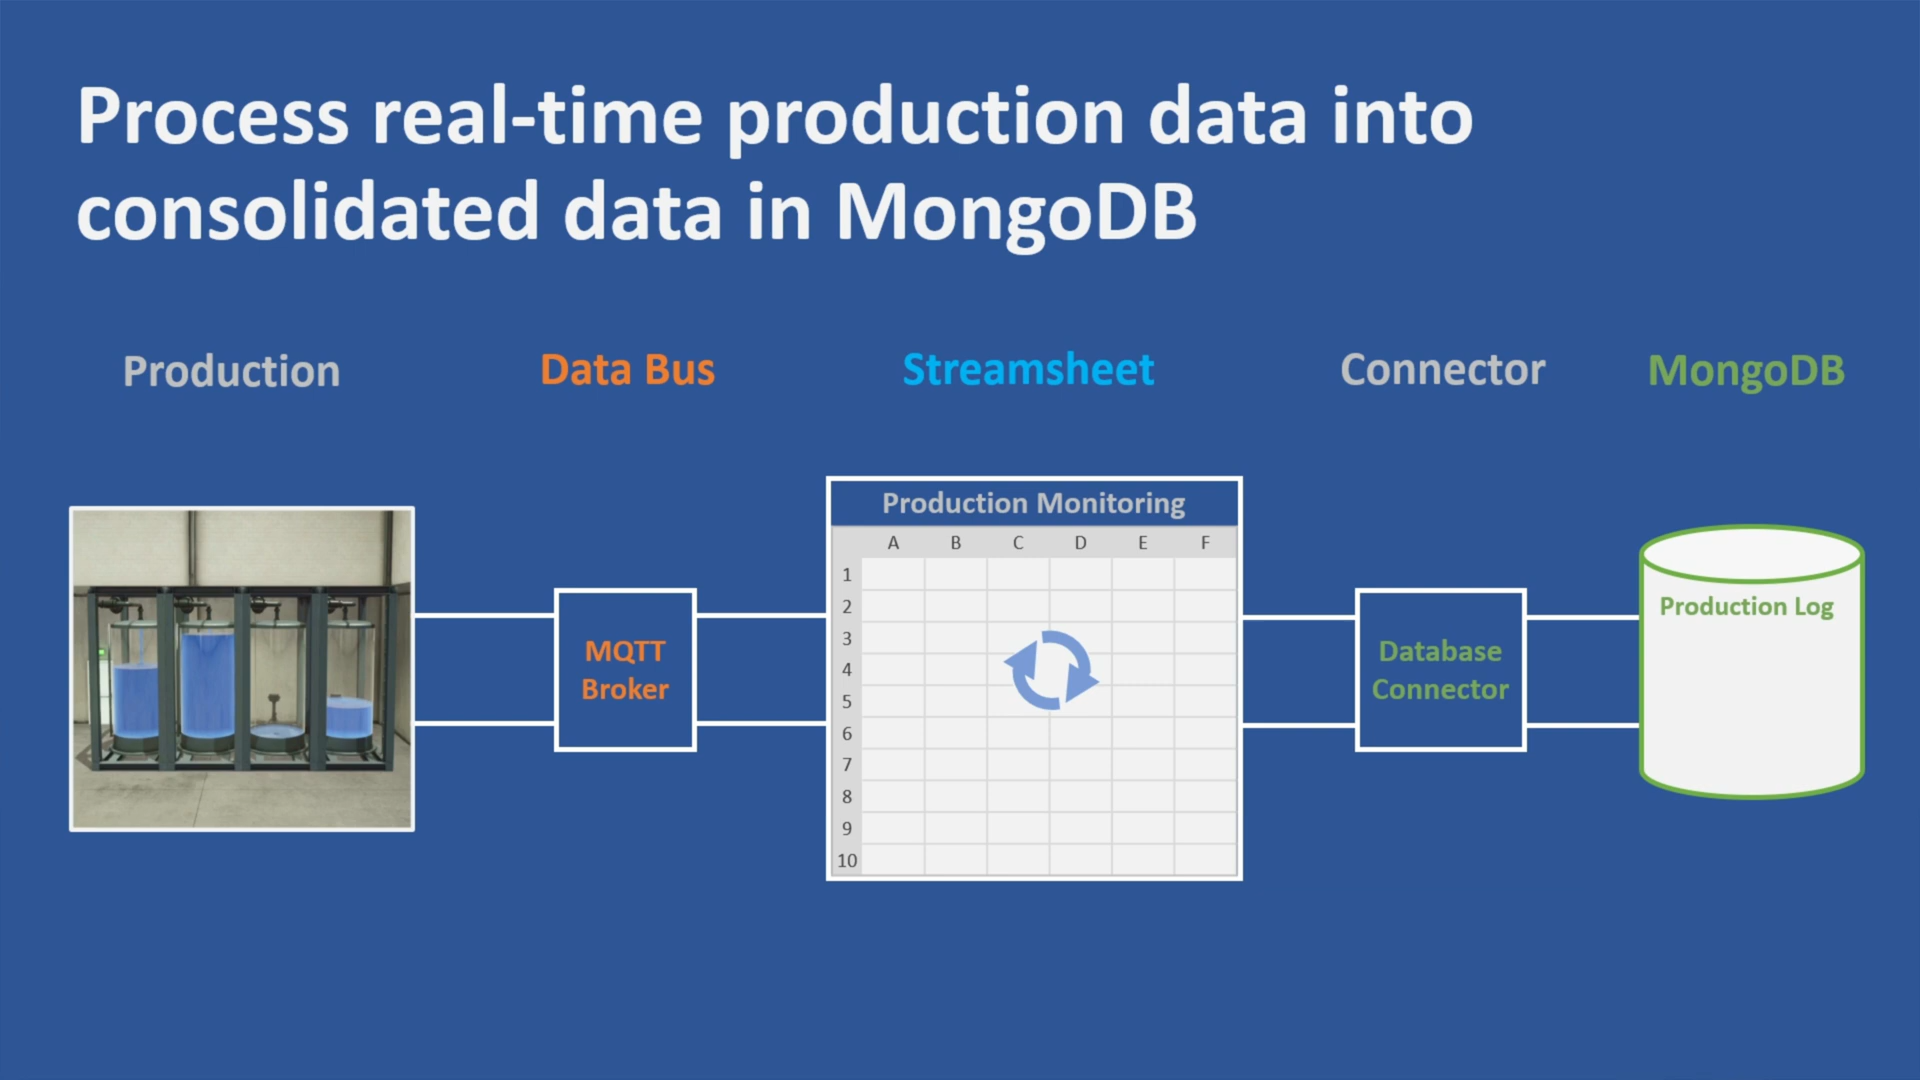 Process real-time production data into
consolidated data in MongoDB
Production
Data Bus
Streamsheet
Connector
MongoDB
MQTT
Broker
Production Monitoring
A B C D E F
1
2
3
4
5
6
7
8
9
10
Database
Connector
Production Log